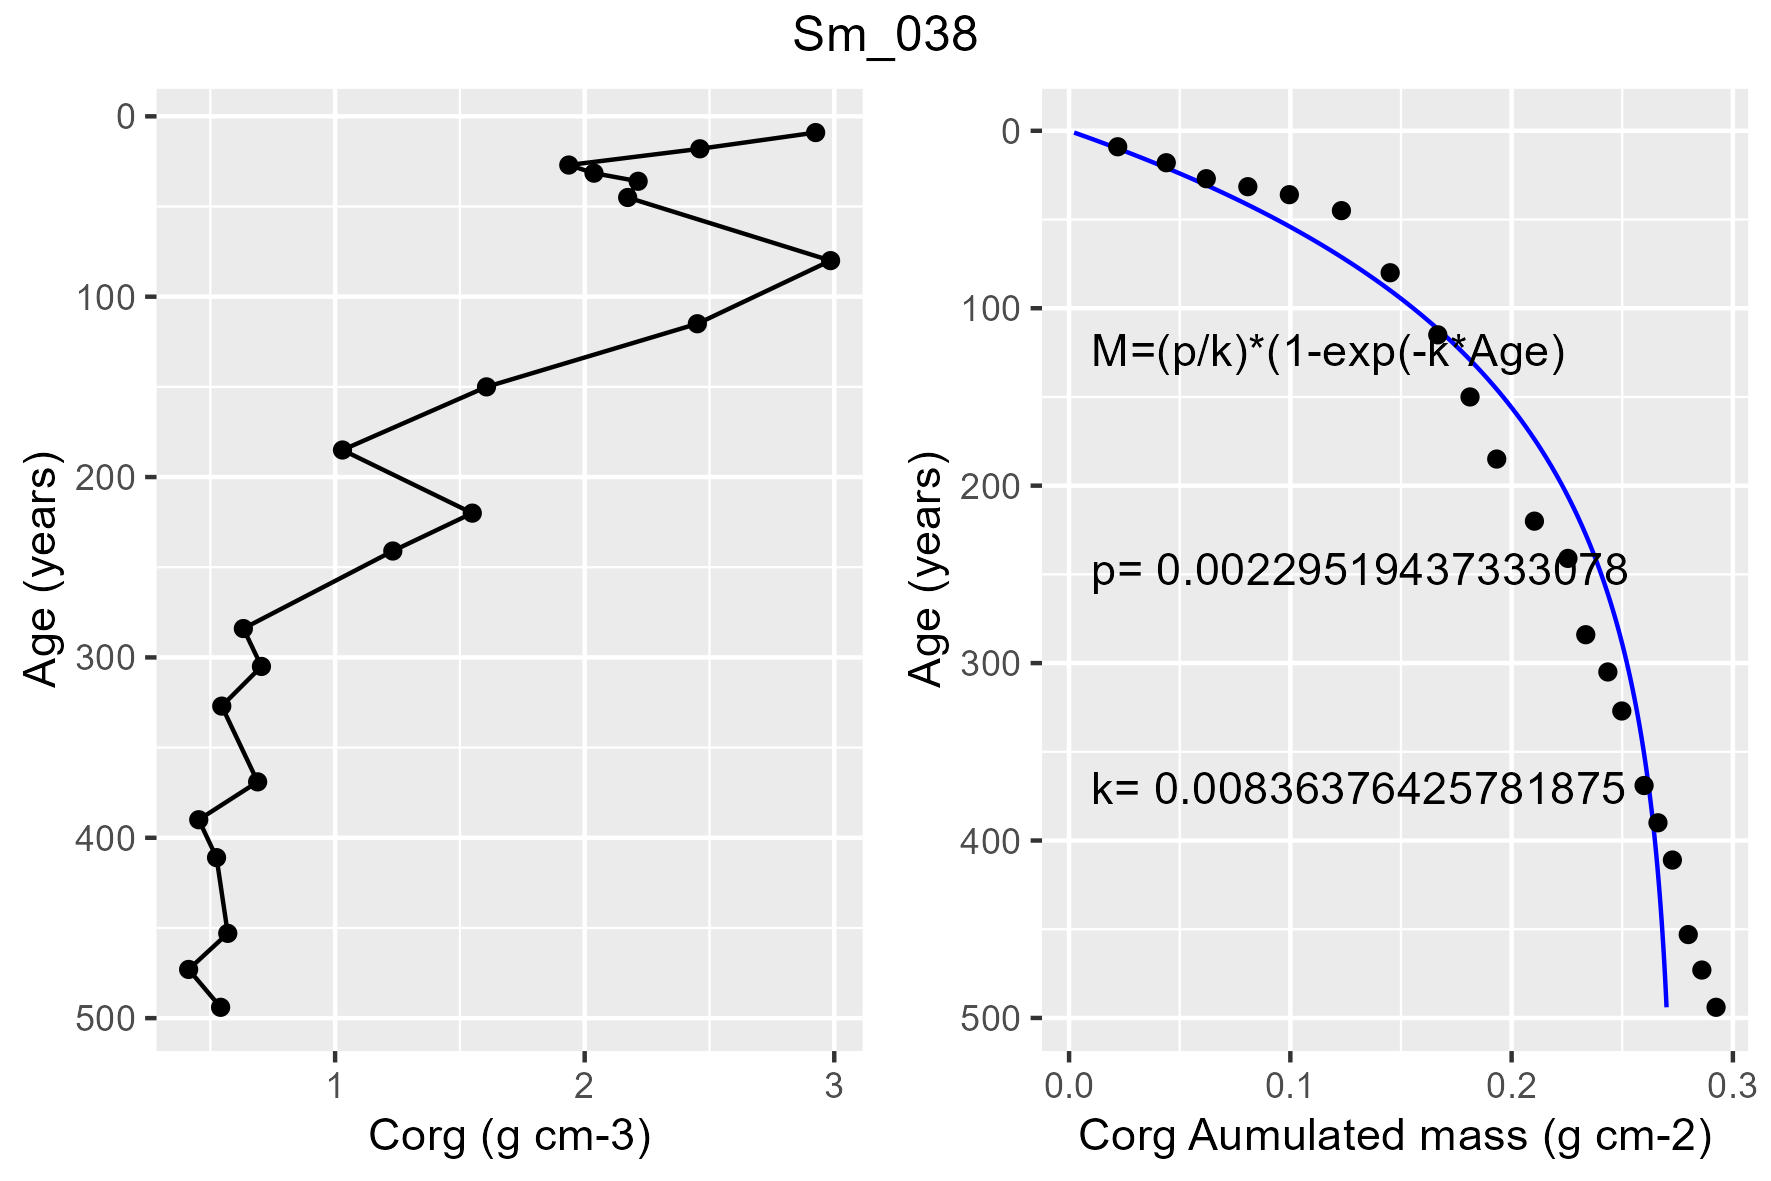 Sm_038
Age (years)
0
100
200
300
400
500
1 2 3
Corg (g cm-3)
Age (years)
0
100
200
300
400
500
M=(p/k)*(1-exp(-k*Age)
p= 0.00229519437333078
k= 0.00836376425781875
0.0 0.1 0.2 0.3
Corg Aumulated mass (g cm-2)